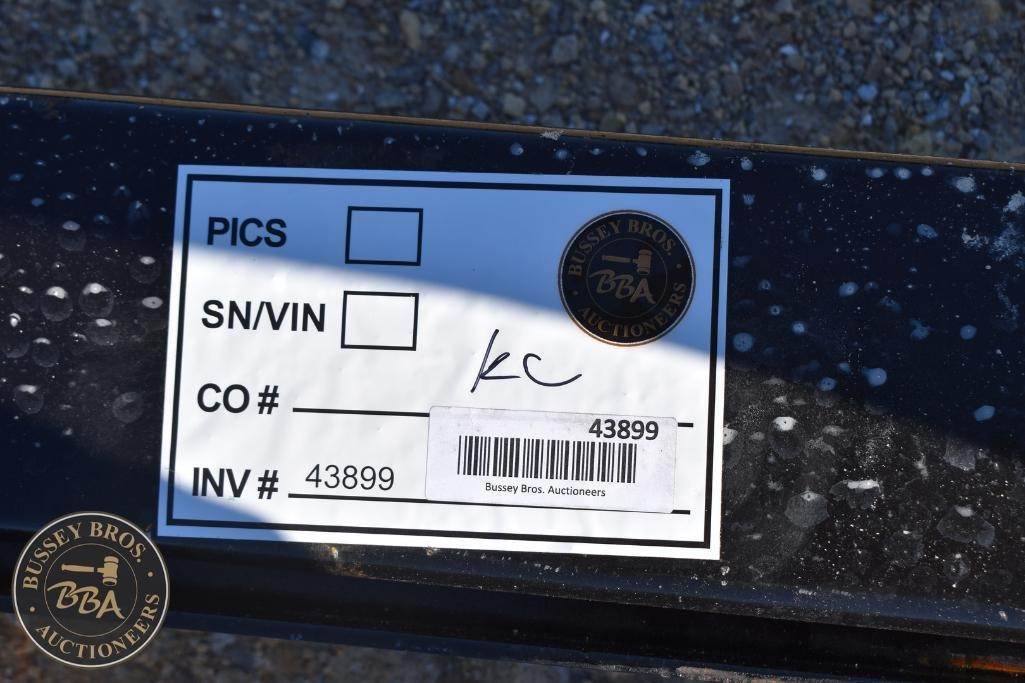 PICS
BUSSEY BROS.
BBA
AUCTIONEERS
SN/VIN
kc
CO #
43899
INV # 43899
Bussey Bros. Auctioneers
BUSSEY BROS.
BBA
AUCTIONEERS